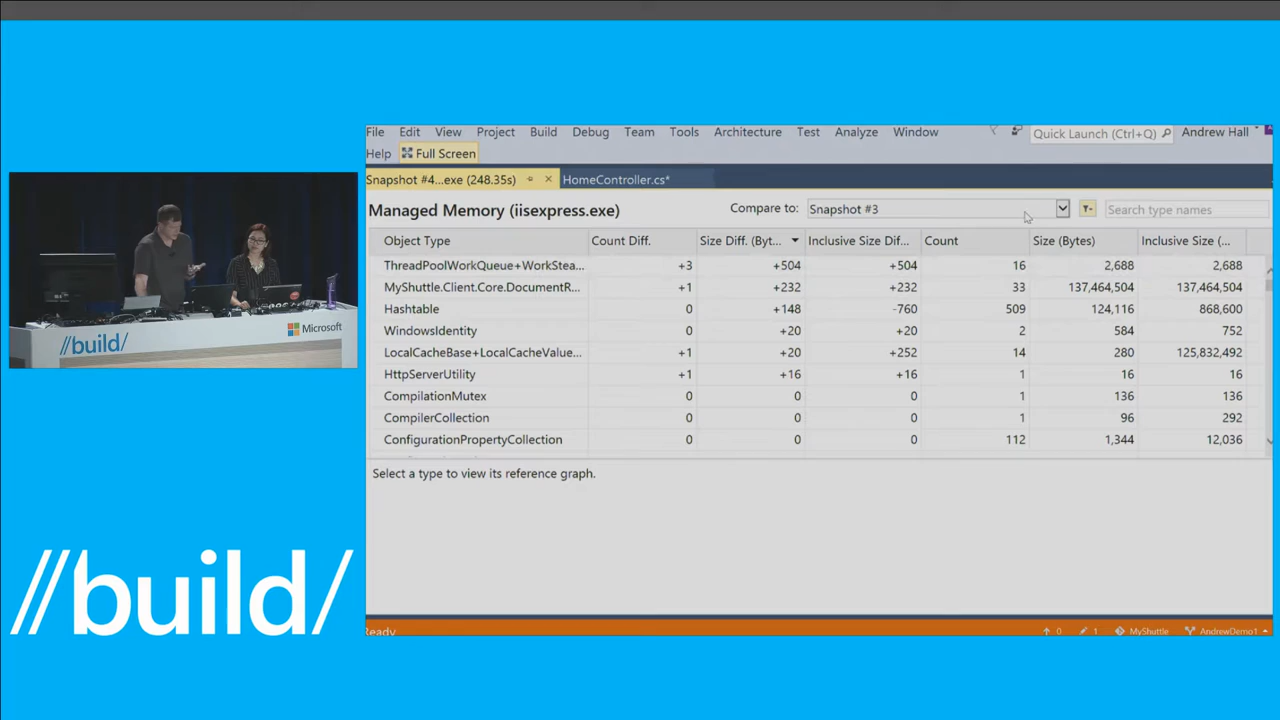 File Edit View Project Build Debug Team Tools Architecture Test Analyze Window Quick Launch (Ctrl+Q) Andrew Hall
Help Full Screen
Snapshot #4...exe (248.35s) HomeController.cs*
Managed Memory (iisexpress.exe) Compare to: Snapshot #3 Search type names
Object Type Count Diff. Size Diff. (Byt... Inclusive Size Dif... Count Size (Bytes) Inclusive Size (...
ThreadPoolWorkQueue+WorkStea... +3 +504 +504 16 2,688 2,688
MyShuttle.Client.Core.DocumentR... +1 +232 +232 33 137,464,504 137,464,504
Hashtable 0 +148 -760 509 124,116 868,600
WindowsIdentity 0 +20 +20 2 584 752
LocalCacheBase+LocalCacheValue... +1 +20 +252 14 280 125,832,492
HttpServerUtility +1 +16 +16 1 16 16
CompilationMutex 0 0 0 1 136 136
CompilerCollection 0 0 0 1 96 292
ConfigurationPropertyCollection 0 0 0 112 1,344 12,036
Select a type to view its reference graph.
Ready 0 1 MyShuttle AndrewDemo1
//build/ Microsoft
//build/